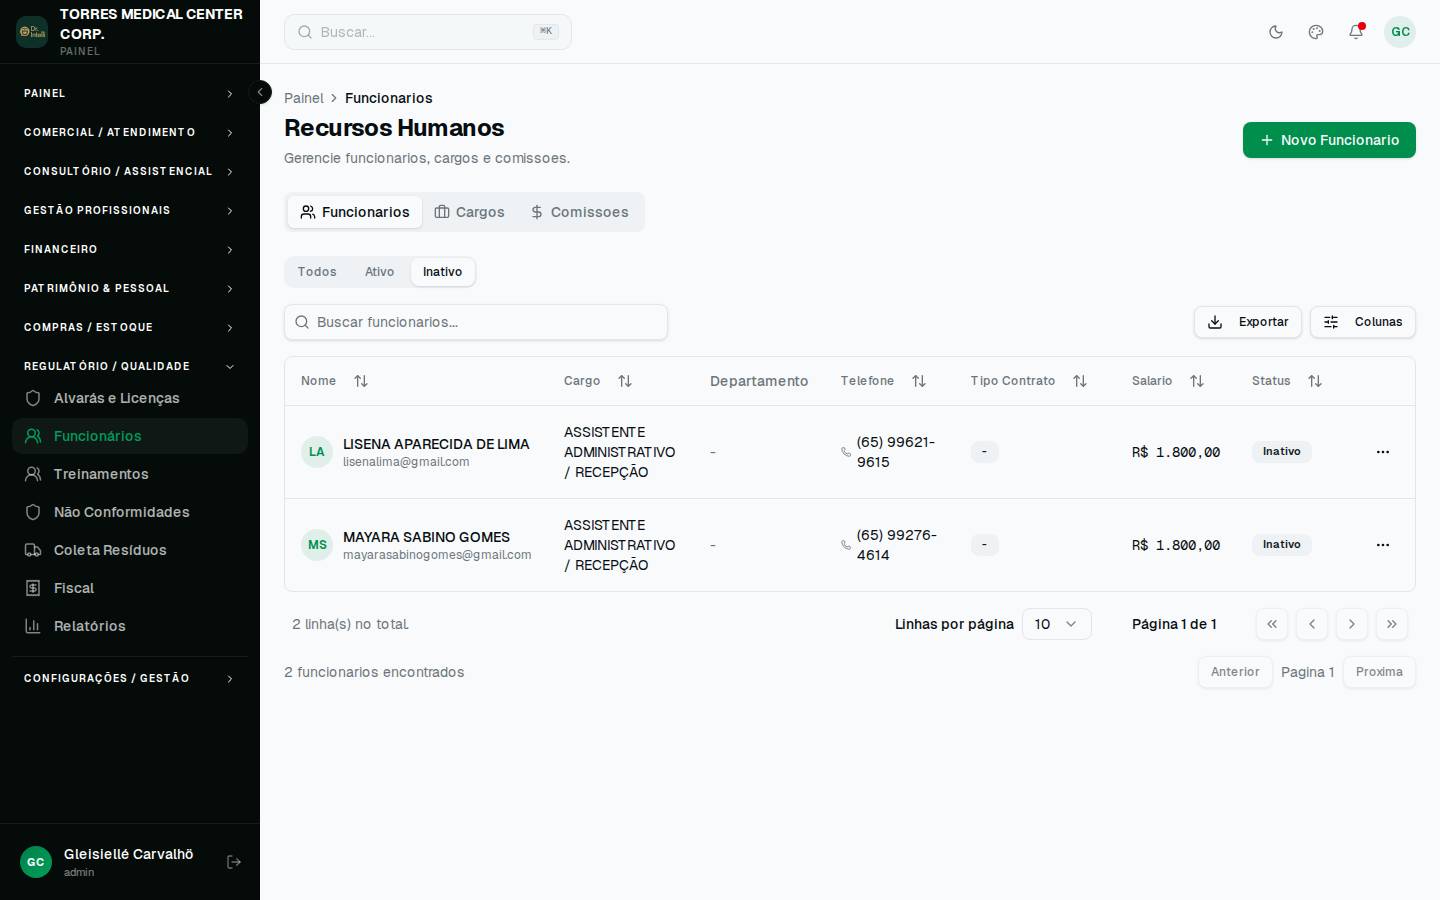 TORRES MEDICAL CENTER
CORP.
PAINEL
PAINEL
COMERCIAL / ATENDIMENTO
CONSULTÓRIO / ASSISTENCIAL
GESTÃO PROFISSIONAIS
FINANCEIRO
PATRIMÔNIO & PESSOAL
COMPRAS / ESTOQUE
REGULATÓRIO / QUALIDADE
Alvarás e Licenças
Funcionários
Treinamentos
Não Conformidades
Coleta Resíduos
Fiscal
Relatórios
CONFIGURAÇÕES / GESTÃO
GC
Gleisiellé Carvalhö
admin
Buscar...
⌘K
GC
Painel > Funcionarios
Recursos Humanos
Gerencie funcionarios, cargos e comissoes.
+ Novo Funcionario
Funcionarios Cargos Comissoes
Todos Ativo Inativo
Buscar funcionarios...
Exportar Colunas
Nome Cargo Departamento Telefone Tipo Contrato Salario Status
LA LISENA APARECIDA DE LIMA
lisenalima@gmail.com
ASSISTENTE
ADMINISTRATIVO
/ RECEPÇÃO
-
(65) 99621-
9615
-
R$ 1.800,00
Inativo
MS MAYARA SABINO GOMES
mayarasabinogomes@gmail.com
ASSISTENTE
ADMINISTRATIVO
/ RECEPÇÃO
-
(65) 99276-
4614
-
R$ 1.800,00
Inativo
2 linha(s) no total.
Linhas por página 10
Página 1 de 1
2 funcionarios encontrados
Anterior Pagina 1 Proxima